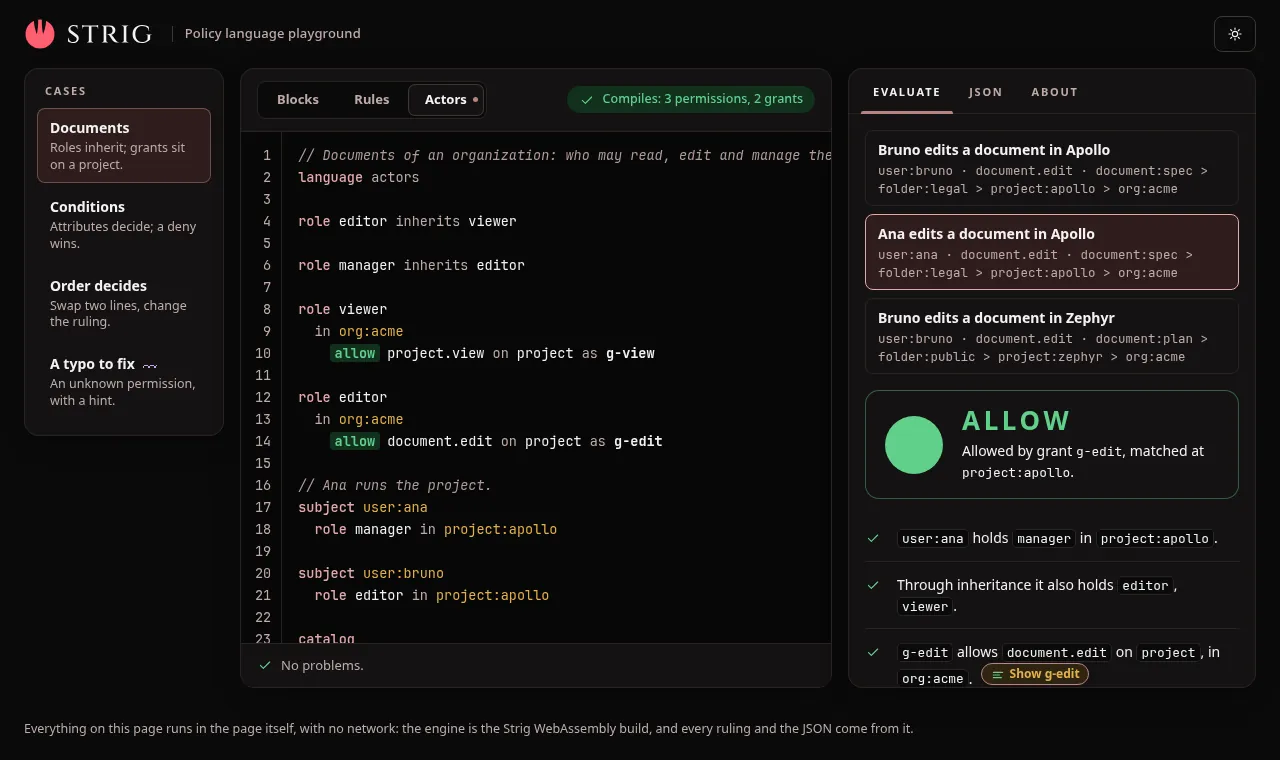 STRIG
Policy language playground
CASES
Documents
Roles inherit; grants sit
on a project.
Conditions
Attributes decide; a deny
wins.
Order decides
Swap two lines, change
the ruling.
A typo to fix
An unknown permission,
with a hint.
Blocks
Rules
Actors
Compiles: 3 permissions, 2 grants
1 // Documents of an organization: who may read, edit and manage the
2 language actors
3
4 role editor inherits viewer
5
6 role manager inherits editor
7
8 role viewer
9 in org:acme
10 allow project.view on project as g-view
11
12 role editor
13 in org:acme
14 allow document.edit on project as g-edit
15
16 // Ana runs the project.
17 subject user:ana
18 role manager in project:apollo
19
20 subject user:bruno
21 role editor in project:apollo
22
23 catalog
No problems.
EVALUATE
JSON
ABOUT
Bruno edits a document in Apollo
user:bruno · document.edit · document:spec >
folder:legal > project:apollo > org:acme
Ana edits a document in Apollo
user:ana · document.edit · document:spec >
folder:legal > project:apollo > org:acme
Bruno edits a document in Zephyr
user:bruno · document.edit · document:plan >
folder:public > project:zephyr > org:acme
ALLOW
Allowed by grant g-edit, matched at
project:apollo.
user:ana holds manager in project:apollo.
Through inheritance it also holds editor,
viewer.
g-edit allows document.edit on project, in
org:acme. Show g-edit
Everything on this page runs in the page itself, with no network: the engine is the Strig WebAssembly build, and every ruling and the JSON come from it.